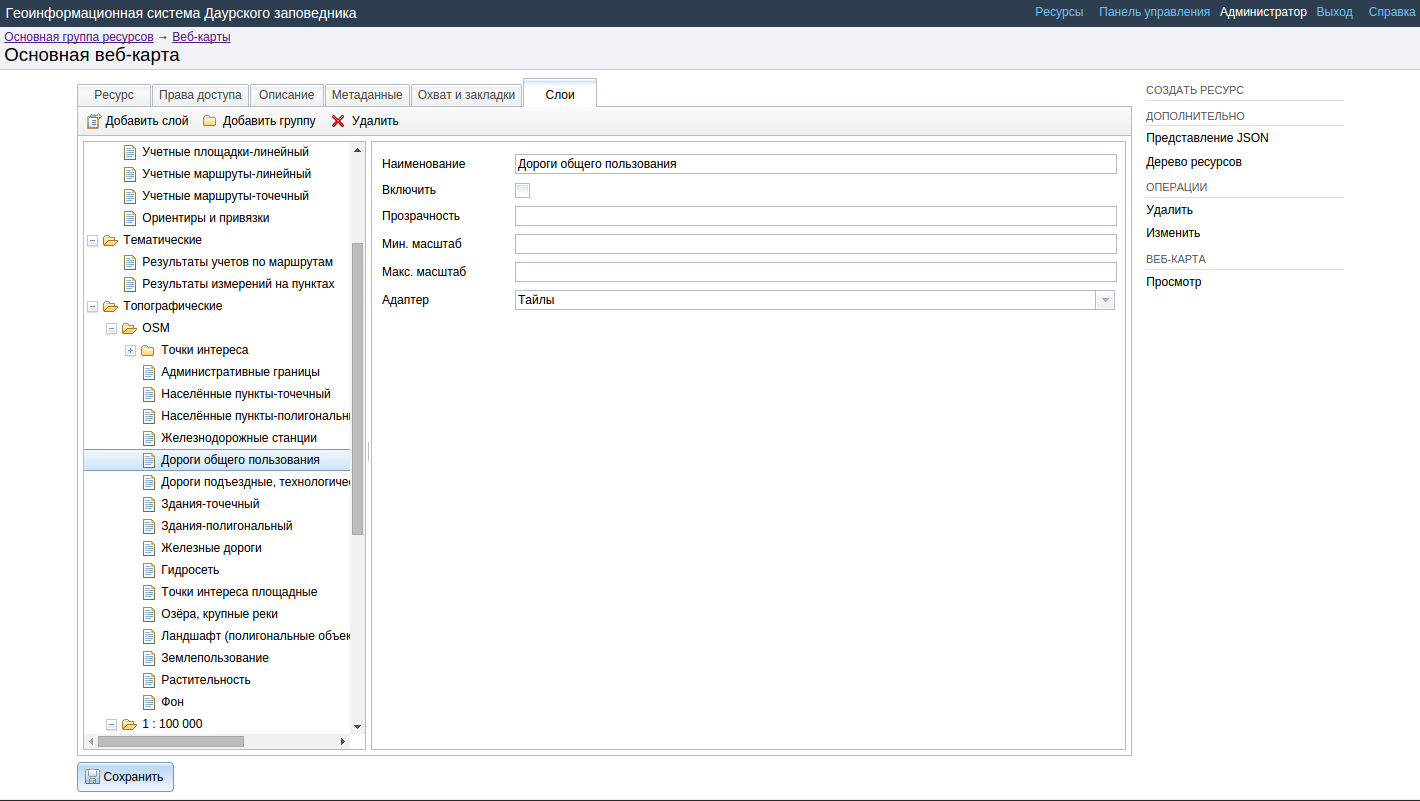 Геоинформационная система Даурского заповедника
Ресурсы Панель управления Администратор Выход Справка
Основная группа ресурсов → Веб-карты
Основная веб-карта
Ресурс Права доступа Описание Метаданные Охват и закладки Слои
Добавить слой Добавить группу Удалить
Учетные площадки-линейный
Учетные маршруты-линейный
Учетные маршруты-точечный
Ориентиры и привязки
Тематические
Результаты учетов по маршрутам
Результаты измерений на пунктах
Топографические
OSM
Точки интереса
Административные границы
Населённые пункты-точечный
Населённые пункты-полигональн
Железнодорожные станции
Дороги общего пользования
Дороги подъездные, технологичес
Здания-точечный
Здания-полигональный
Железные дороги
Гидросеть
Точки интереса площадные
Озёра, крупные реки
Ландшафт (полигональные объек
Землепользование
Растительность
Фон
1 : 100 000
Наименование Дороги общего пользования
Включить
Прозрачность
Мин. масштаб
Макс. масштаб
Адаптер Тайлы
СОЗДАТЬ РЕСУРС
ДОПОЛНИТЕЛЬНО
Представление JSON
Дерево ресурсов
ОПЕРАЦИИ
Удалить
Изменить
ВЕБ-КАРТА
Просмотр
Сохранить